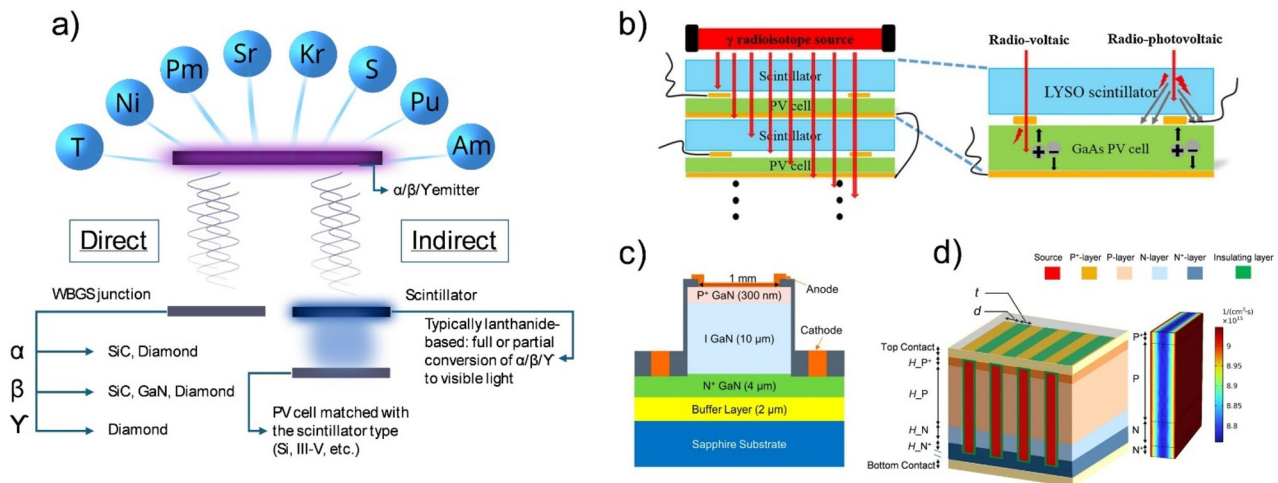 a)
T
Ni
Pm
Sr
Kr
S
Pu
Am
α/β/ϒ emitter
Direct
Indirect
WBGS junction
Scintillator
Typically lanthanide-
based: full or partial
conversion of α/β/ϒ
to visible light
α
SiC, Diamond
β
SiC, GaN, Diamond
ϒ
Diamond
PV cell matched with
the scintillator type
(Si, III-V, etc.)
b)
γ radioisotope source
Scintillator
PV cell
Scintillator
PV cell
Radio-voltaic
Radio-photovoltaic
LYSO scintillator
GaAs PV cell
+
−
+
−
c)
1 mm
Anode
P⁺ GaN (300 nm)
Cathode
I GaN (10 μm)
N⁺ GaN (4 μm)
Buffer Layer (2 μm)
Sapphire Substrate
d)
Source
P⁺-layer
P-layer
N-layer
N⁺-layer
Insulating layer
t
d
Top Contact
H_P⁺
H_P
H_N
H_N⁺
Bottom Contact
P⁺
P
N
N⁺
1/(cm³·s)
×10¹⁵
9
8.95
8.9
8.85
8.8